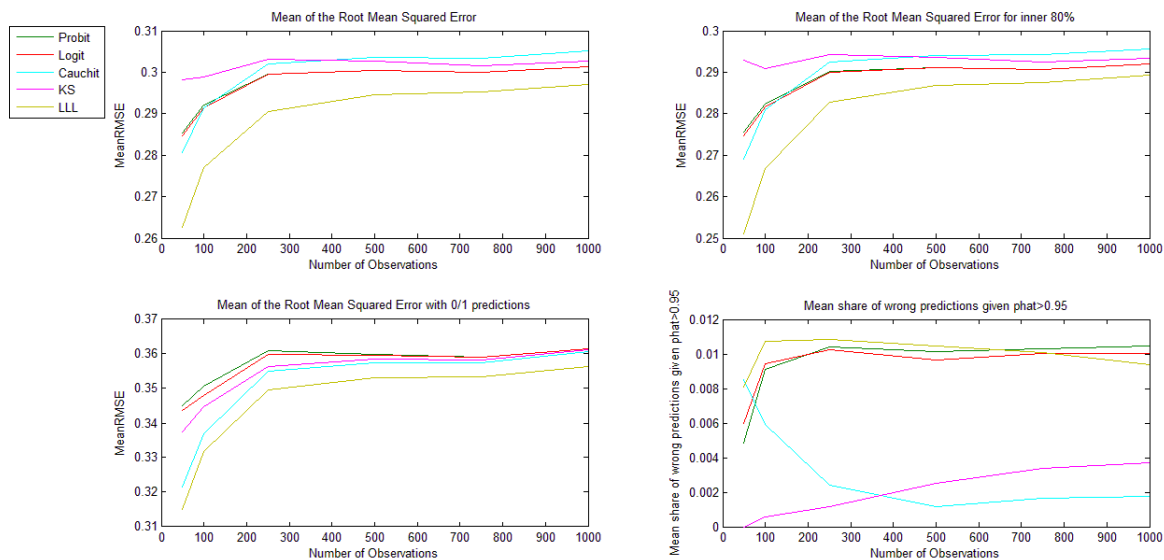 Probit
Logit
Cauchit
KS
LLL
Mean of the Root Mean Squared Error
MeanRMSE
0.31
0.3
0.29
0.28
0.27
0.26
0 100 200 300 400 500 600 700 800 900 1000
Number of Observations
Mean of the Root Mean Squared Error for inner 80%
MeanRMSE
0.3
0.29
0.28
0.27
0.26
0.25
0 100 200 300 400 500 600 700 800 900 1000
Number of Observations
Mean of the Root Mean Squared Error with 0/1 predictions
MeanRMSE
0.37
0.36
0.35
0.34
0.33
0.32
0.31
0 100 200 300 400 500 600 700 800 900 1000
Number of Observations
Mean share of wrong predictions given phat>0.95
Mean share of wrong predictions given phat>0.95
0.012
0.01
0.008
0.006
0.004
0.002
0
0 100 200 300 400 500 600 700 800 900 1000
Number of Observations